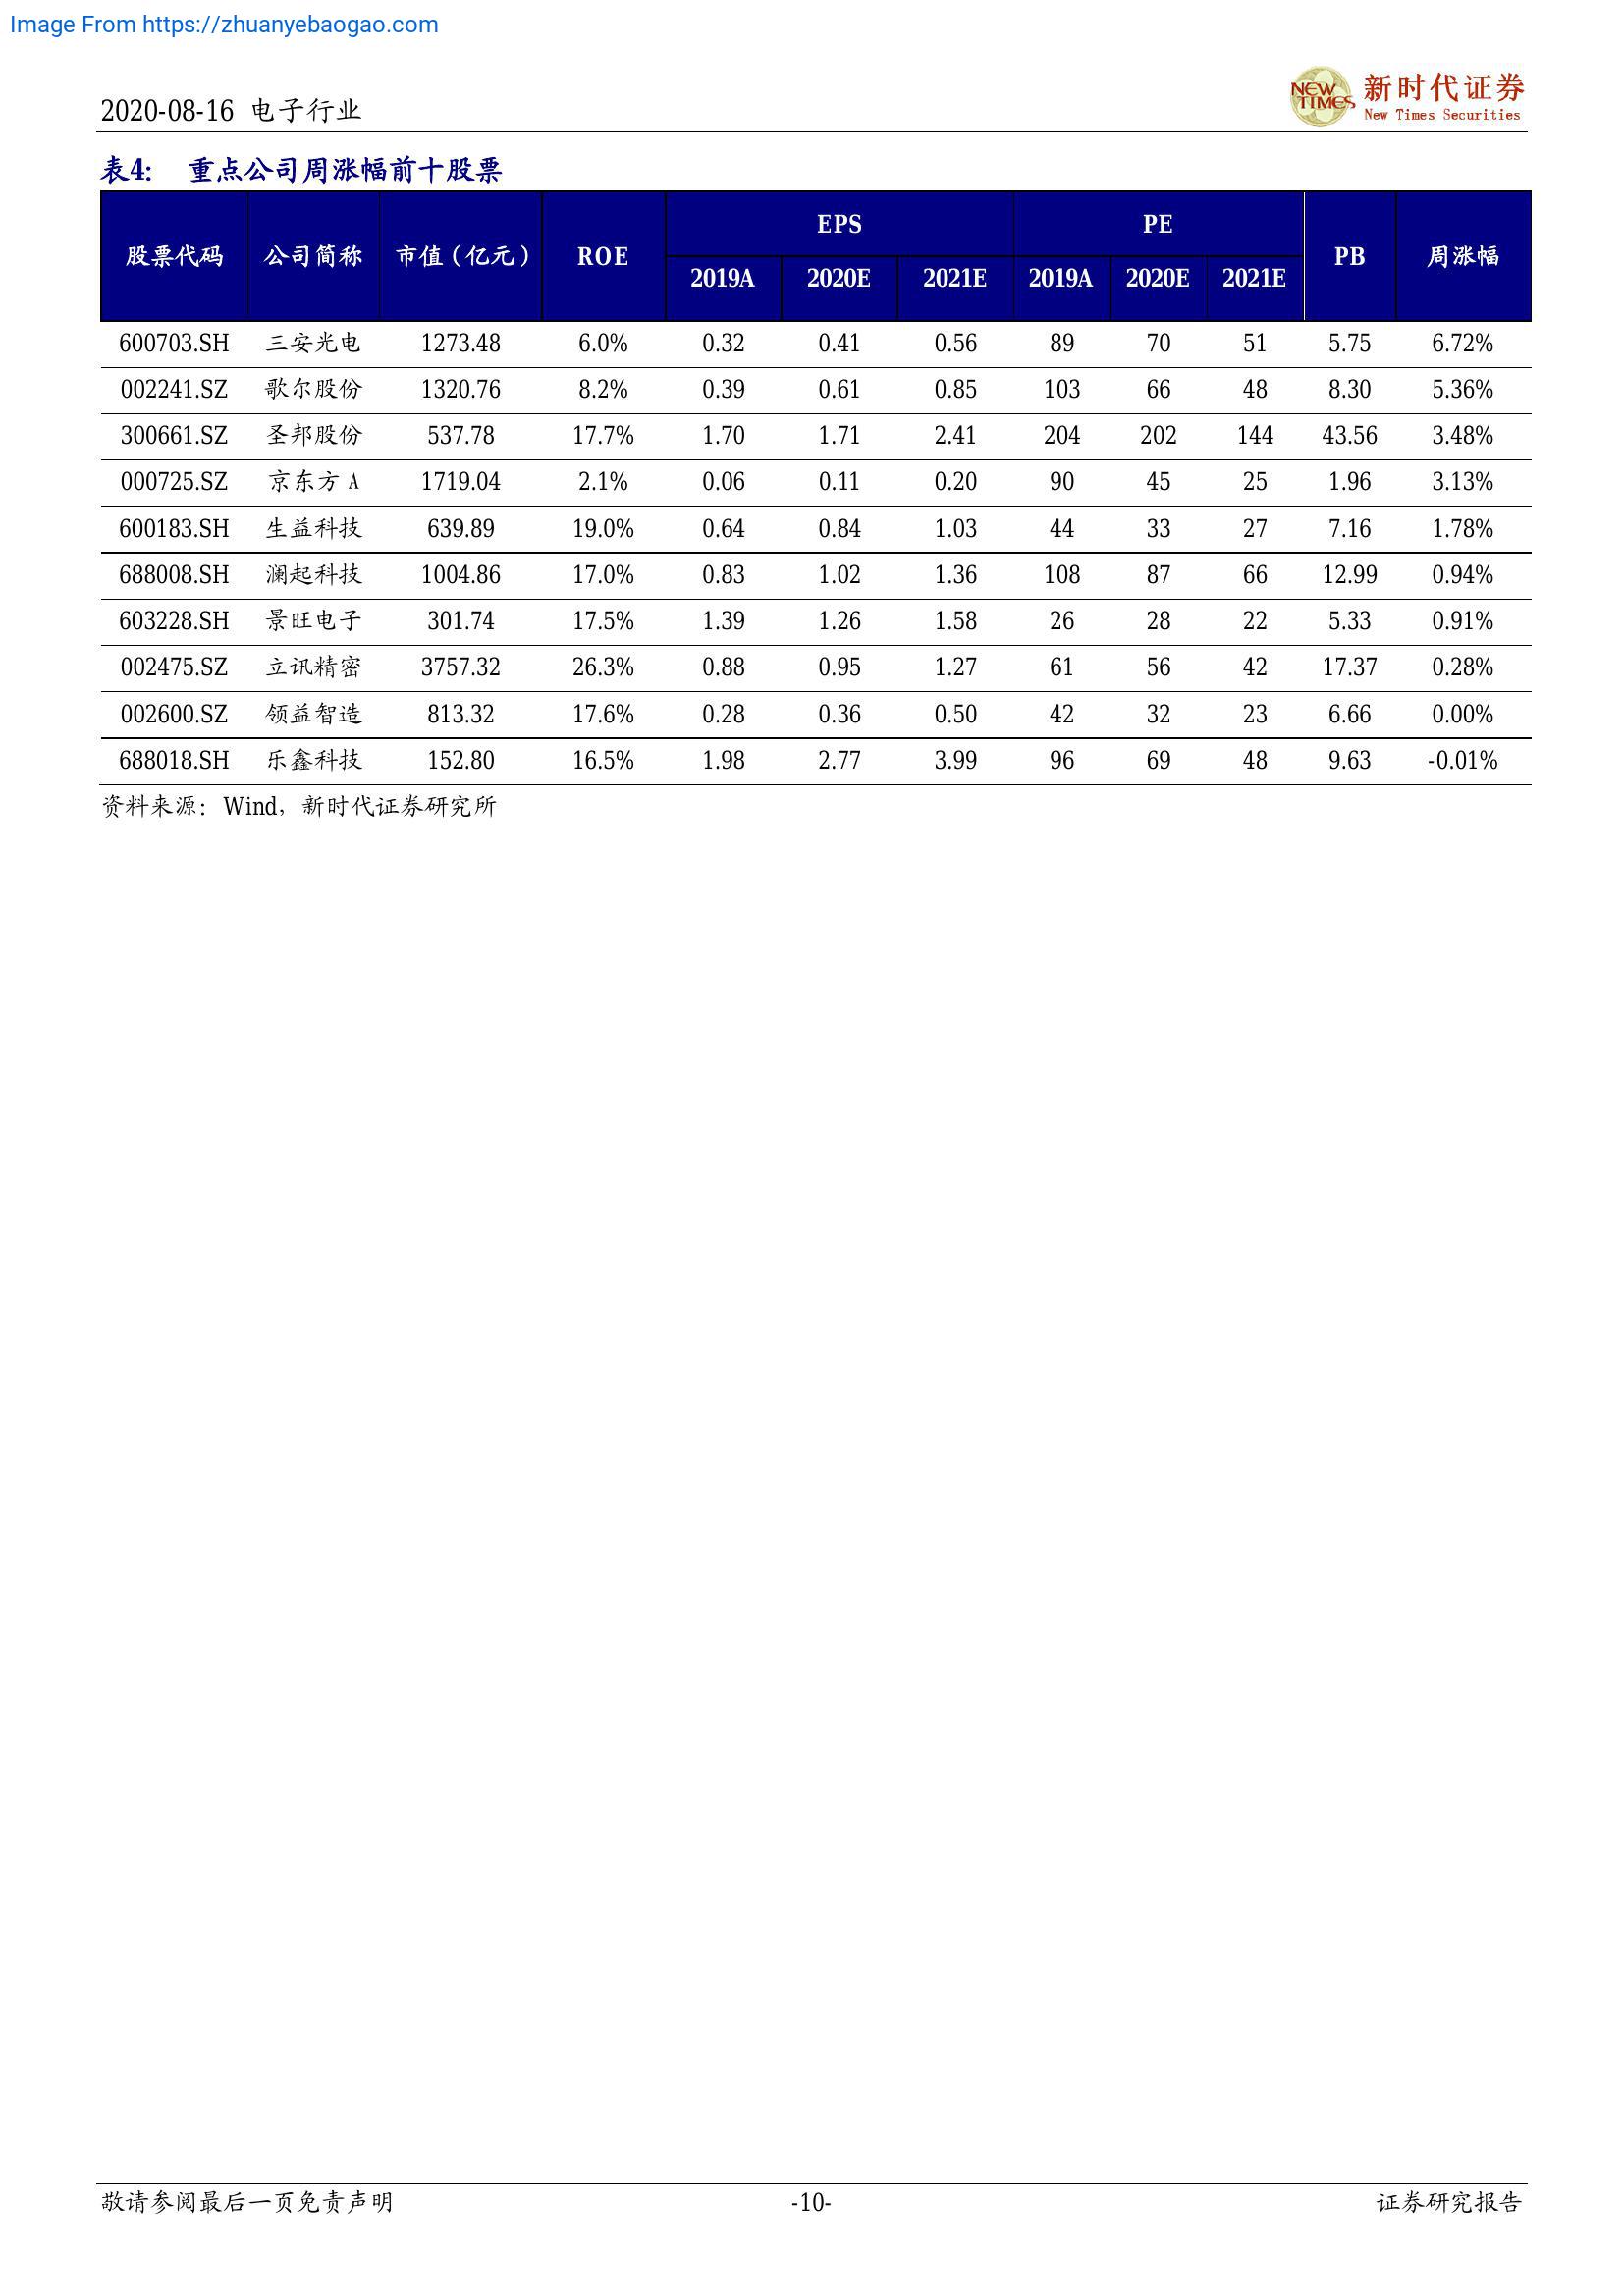 Image From https://zhuanyebaogao.com
2020-08-16 电子行业
NEW TIMES 新时代证券
New Times Securities
表4: 重点公司周涨幅前十股票
股票代码 公司简称 市值（亿元） ROE EPS PE PB 周涨幅
2019A 2020E 2021E 2019A 2020E 2021E
600703.SH 三安光电 1273.48 6.0% 0.32 0.41 0.56 89 70 51 5.75 6.72%
002241.SZ 歌尔股份 1320.76 8.2% 0.39 0.61 0.85 103 66 48 8.30 5.36%
300661.SZ 圣邦股份 537.78 17.7% 1.70 1.71 2.41 204 202 144 43.56 3.48%
000725.SZ 京东方 A 1719.04 2.1% 0.06 0.11 0.20 90 45 25 1.96 3.13%
600183.SH 生益科技 639.89 19.0% 0.64 0.84 1.03 44 33 27 7.16 1.78%
688008.SH 澜起科技 1004.86 17.0% 0.83 1.02 1.36 108 87 66 12.99 0.94%
603228.SH 景旺电子 301.74 17.5% 1.39 1.26 1.58 26 28 22 5.33 0.91%
002475.SZ 立讯精密 3757.32 26.3% 0.88 0.95 1.27 61 56 42 17.37 0.28%
002600.SZ 领益智造 813.32 17.6% 0.28 0.36 0.50 42 32 23 6.66 0.00%
688018.SH 乐鑫科技 152.80 16.5% 1.98 2.77 3.99 96 69 48 9.63 -0.01%
资料来源：Wind，新时代证券研究所
敬请参阅最后一页免责声明 -10- 证券研究报告